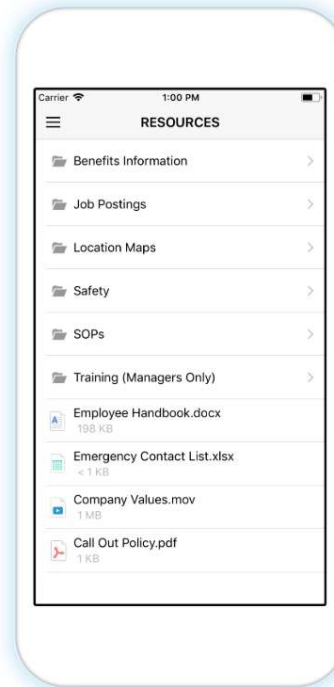 Carrier 1:00 PM
RESOURCES
Benefits Information
Job Postings
Location Maps
Safety
SOPs
Training (Managers Only)
Employee Handbook.docx
198 KB
Emergency Contact List.xlsx
< 1 KB
Company Values.mov
1 MB
Call Out Policy.pdf
1 KB